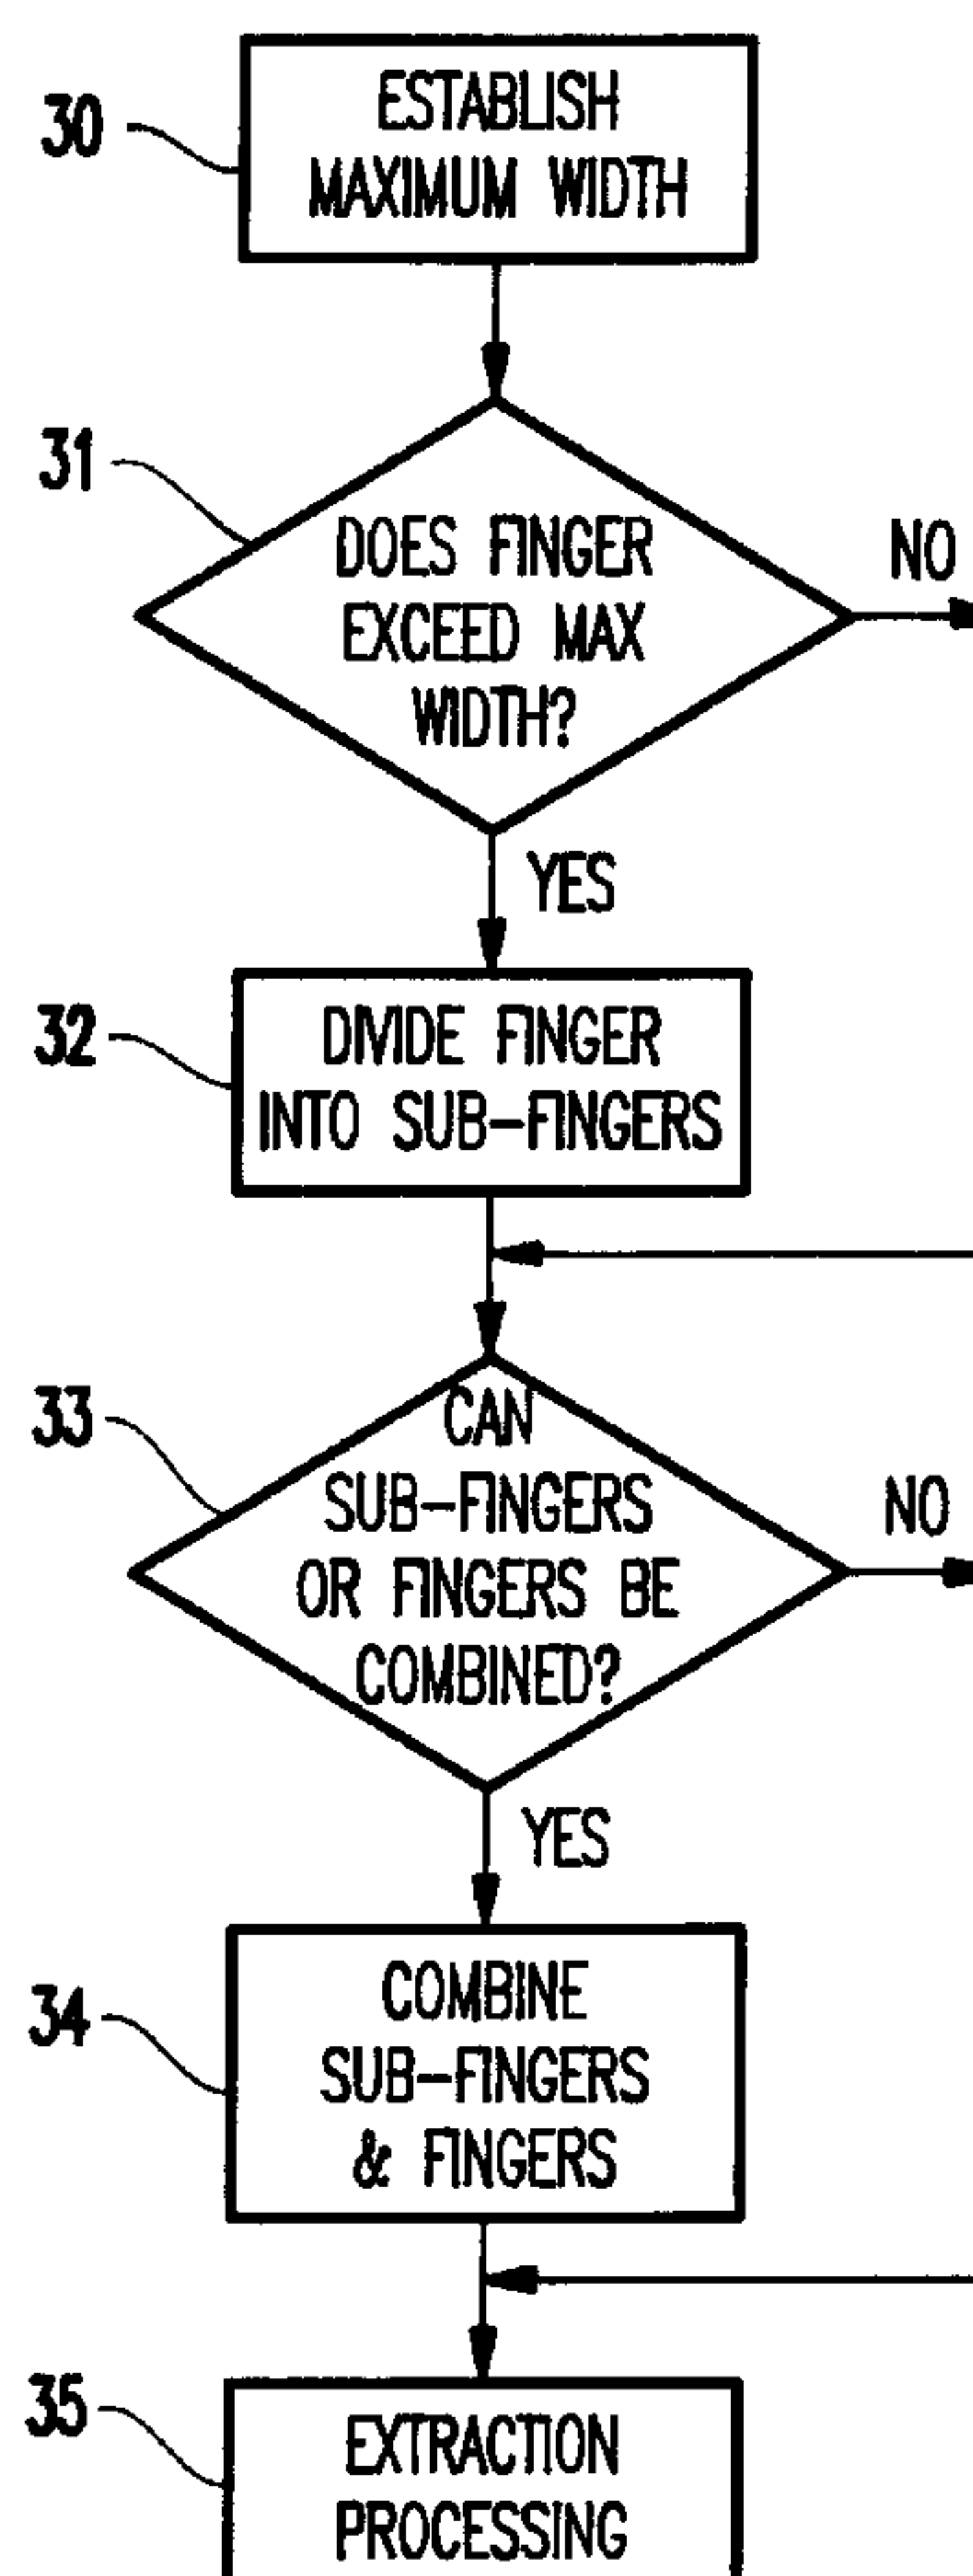 30
ESTABLISH
MAXIMUM WIDTH
31
DOES FINGER
EXCEED MAX
WIDTH?
NO
YES
32
DIVIDE FINGER
INTO SUB-FINGERS
33
CAN
SUB-FINGERS
OR FINGERS BE
COMBINED?
NO
YES
34
COMBINE
SUB-FINGERS
& FINGERS
35
EXTRACTION
PROCESSING